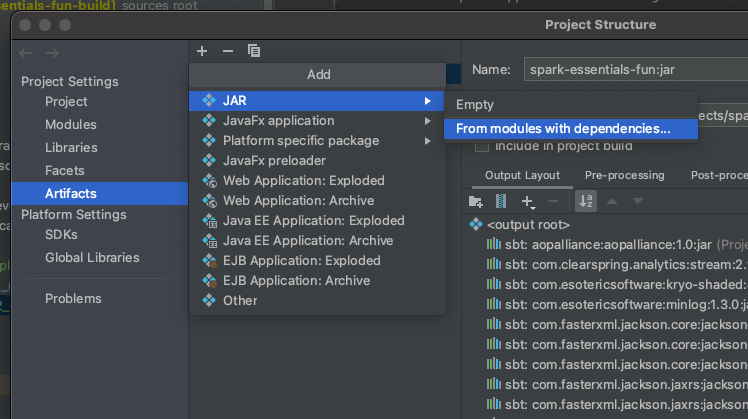 sentials-fun-build] sources root
Project Structure
Project Settings
Project
Modules
Libraries
Facets
Artifacts
Platform Settings
SDKs
Global Libraries
Problems
Add
JAR
JavaFx application
Platform specific package
JavaFx preloader
Web Application: Exploded
Web Application: Archive
Java EE Application: Exploded
Java EE Application: Archive
EJB Application: Exploded
EJB Application: Archive
Other
Empty
From modules with dependencies...
Name: spark-essentials-fun:jar
ects/spa
Include in project build
Output Layout Pre-processing Post-proce
<output root>
sbt: aopalliance:aopalliance:1.0:jar (Proj
sbt: com.clearspring.analytics:stream:2.
sbt: com.esotericsoftware:kryo-shaded:4
sbt: com.esotericsoftware:minlog:1.3.0:j
sbt: com.fasterxml.jackson.core:jackson
sbt: com.fasterxml.jackson.core:jackson
sbt: com.fasterxml.jackson.core:jackson
sbt: com.fasterxml.jackson.jaxrs:jackson
sbt: com.fasterxml.jackson.jaxrs:jackson